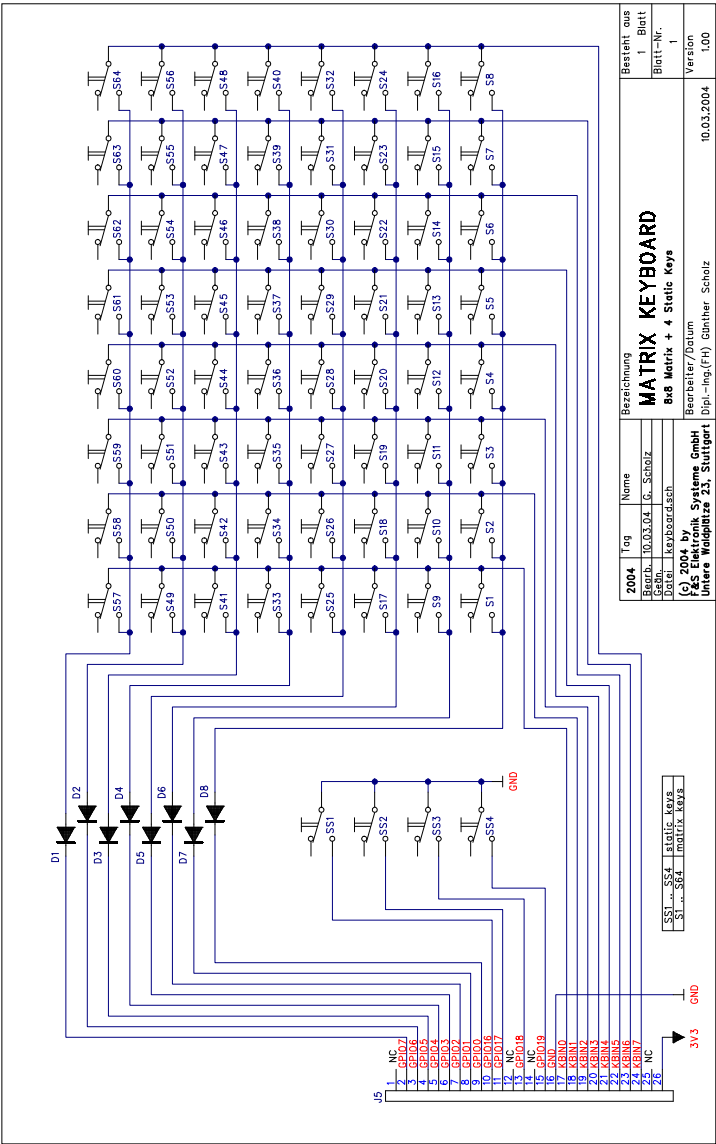 S64 S56 S48 S40 S32 S24 S16 S8
S63 S55 S47 S39 S31 S23 S15 S7
S62 S54 S46 S38 S30 S22 S14 S6
S61 S53 S45 S37 S29 S21 S13 S5
S60 S52 S44 S36 S28 S20 S12 S4
S59 S51 S43 S35 S27 S19 S11 S3
S58 S50 S42 S34 S26 S18 S10 S2
S57 S49 S41 S33 S25 S17 S9 S1
D1
D2
D3
D4
D5
D6
D7
D8
SS1
SS2
SS3
SS4
GND
J5
1 NC
2 GPIO7
3 GPIO6
4 GPIO5
5 GPIO4
6 GPIO3
7 GPIO2
8 GPIO1
9 GPIO0
10 GPIO16
11 GPIO17
12 NC
13 GPIO18
14 NC
15 GPIO19
16 GND
17 KBIN0
18 KBIN1
19 KBIN2
20 KBIN3
21 KBIN4
22 KBIN5
23 KBIN6
24 KBIN7
25 NC
26
GND
3V3
SS1 .. SS4 static keys
S1 .. S64 matrix keys
2004 Tag Name
Bearb. 10.03.04 G. Scholz
Geän.
Datei keyboard.sch
(c) 2004 by
F&S Elektronik Systeme GmbH
Untere Waldplätze 23, Stuttgart
Bezeichnung
MATRIX KEYBOARD
8x8 Matrix + 4 Static Keys
Bearbeiter/Datum
Dipl.-Ing.(FH) Günther Scholz 10.03.2004
Besteht aus
1 Blatt
Blatt-Nr.
1
Version
1.00